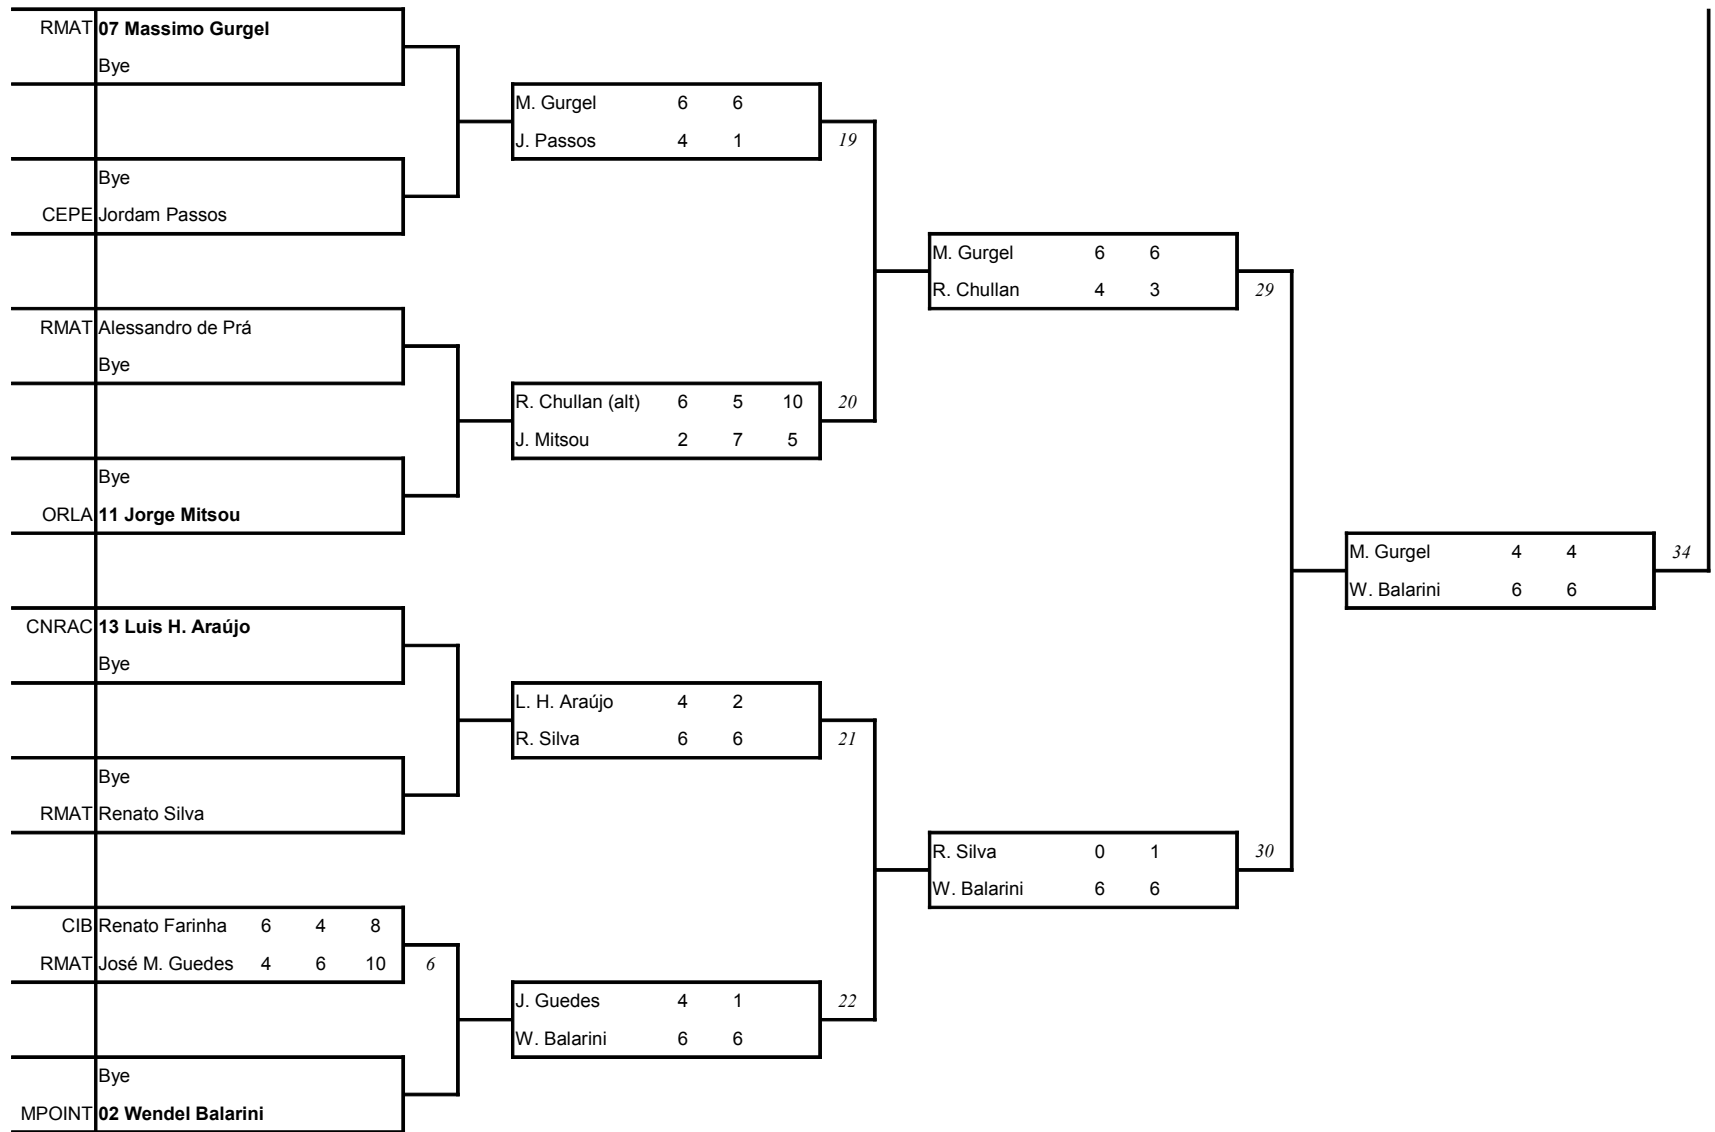 RMAT 07 Massimo Gurgel
Bye
M. Gurgel 6 6
J. Passos 4 1 19
Bye
CEPE Jordam Passos
M. Gurgel 6 6
R. Chullan 4 3 29
RMAT Alessandro de Prá
Bye
R. Chullan (alt) 6 5 10 20
J. Mitsou 2 7 5
Bye
ORLA 11 Jorge Mitsou
M. Gurgel 4 4 34
W. Balarini 6 6
CNRAC 13 Luis H. Araújo
Bye
L. H. Araújo 4 2
R. Silva 6 6 21
Bye
RMAT Renato Silva
R. Silva 0 1 30
W. Balarini 6 6
CIB Renato Farinha 6 4 8
RMAT José M. Guedes 4 6 10 6
J. Guedes 4 1 22
W. Balarini 6 6
Bye
MPOINT 02 Wendel Balarini